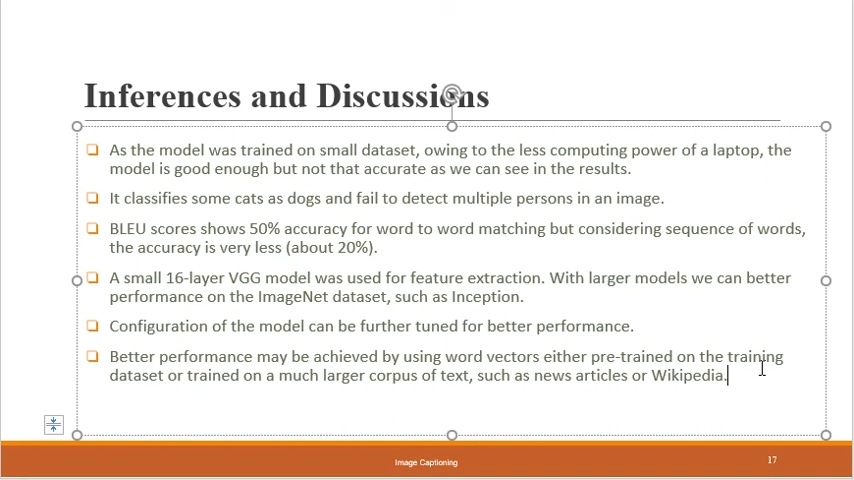 Inferences and Discussions
As the model was trained on small dataset, owing to the less computing power of a laptop, the
model is good enough but not that accurate as we can see in the results.
It classifies some cats as dogs and fail to detect multiple persons in an image.
BLEU scores shows 50% accuracy for word to word matching but considering sequence of words,
the accuracy is very less (about 20%).
A small 16-layer VGG model was used for feature extraction. With larger models we can better
performance on the ImageNet dataset, such as Inception.
Configuration of the model can be further tuned for better performance.
Better performance may be achieved by using word vectors either pre-trained on the training
dataset or trained on a much larger corpus of text, such as news articles or Wikipedia.
Image Captioning
17